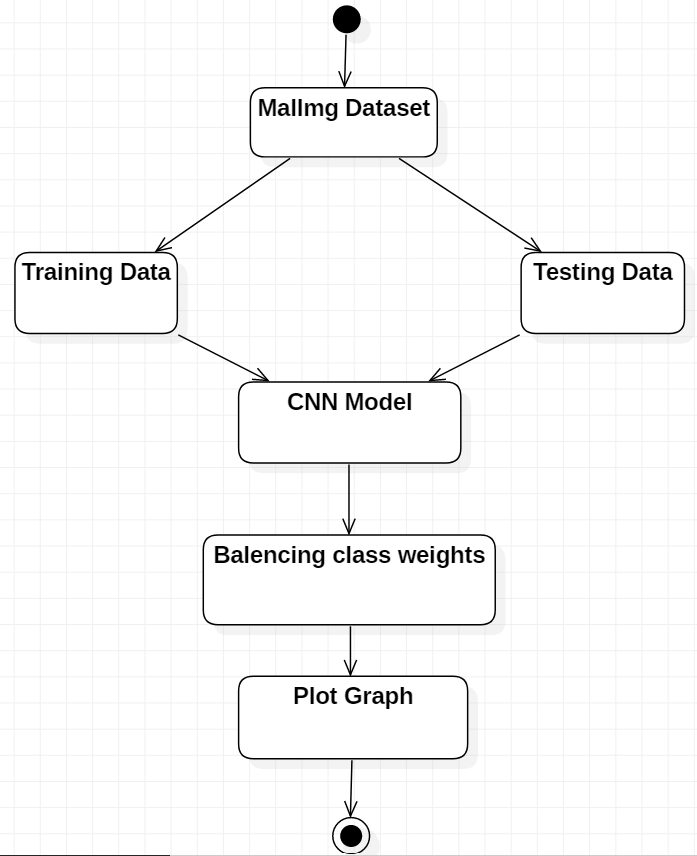 MalImg Dataset
Training Data
Testing Data
CNN Model
Balencing class weights
Plot Graph